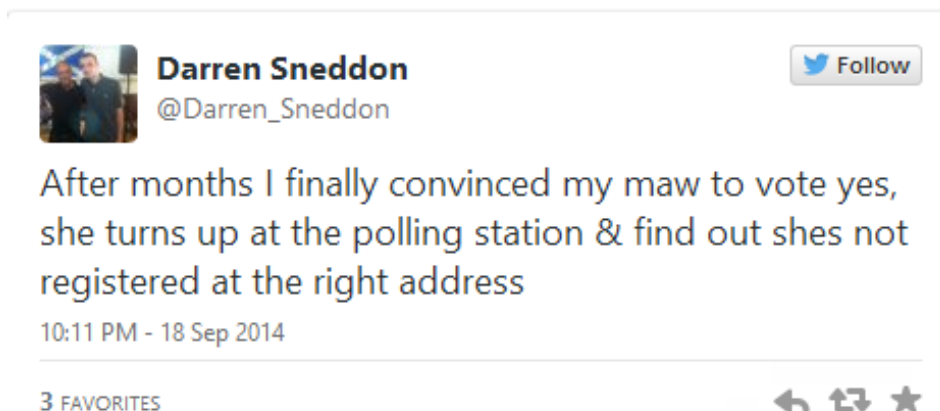 Darren Sneddon
Follow
@Darren_Sneddon
After months I finally convinced my maw to vote yes,
she turns up at the polling station & find out shes not
registered at the right address
10:11 PM - 18 Sep 2014
3 FAVORITES